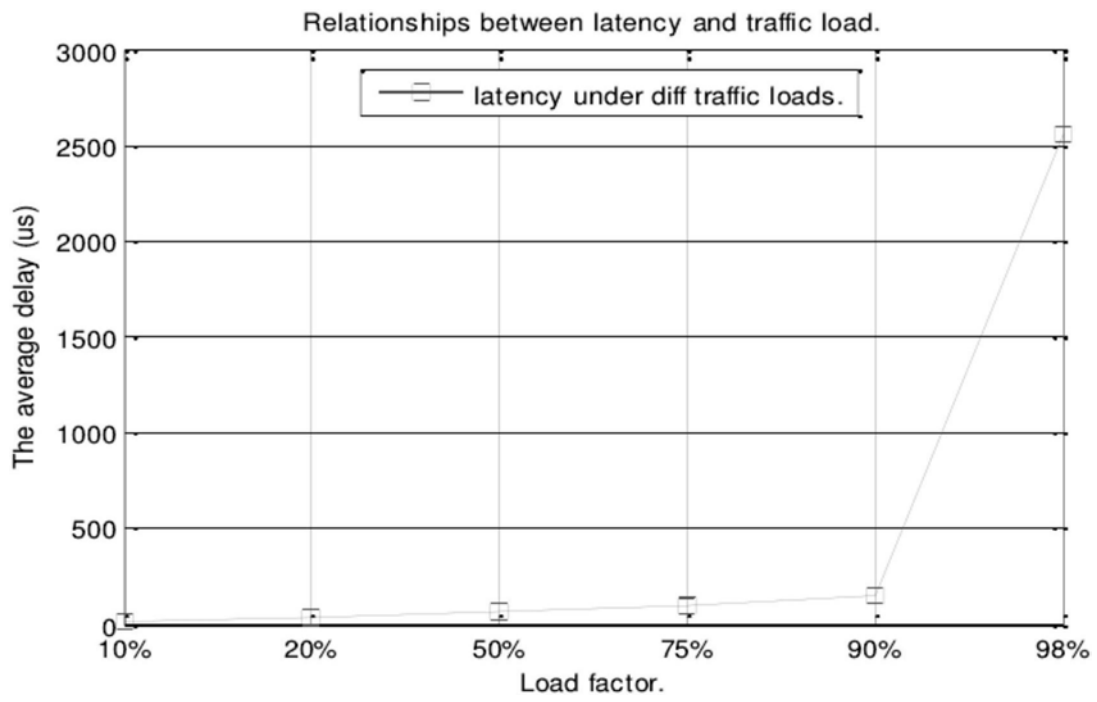 Relationships between latency and traffic load.
3000
latency under diff traffic loads.
2500
2000
1500
1000
500
0
The average delay (us)
10% 20% 50% 75% 90% 98%
Load factor.